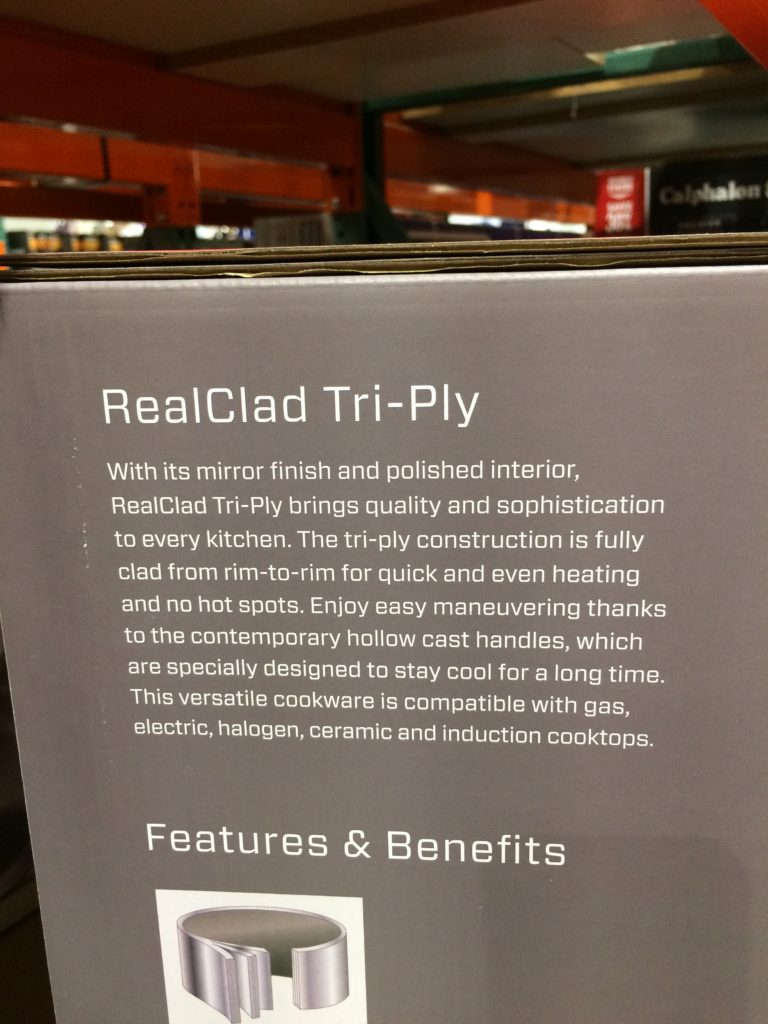 Calphalon
RealClad Tri-Ply
With its mirror finish and polished interior,
RealClad Tri-Ply brings quality and sophistication
to every kitchen. The tri-ply construction is fully
clad from rim-to-rim for quick and even heating
and no hot spots. Enjoy easy maneuvering thanks
to the contemporary hollow cast handles, which
are specially designed to stay cool for a long time.
This versatile cookware is compatible with gas,
electric, halogen, ceramic and induction cooktops.
Features & Benefits